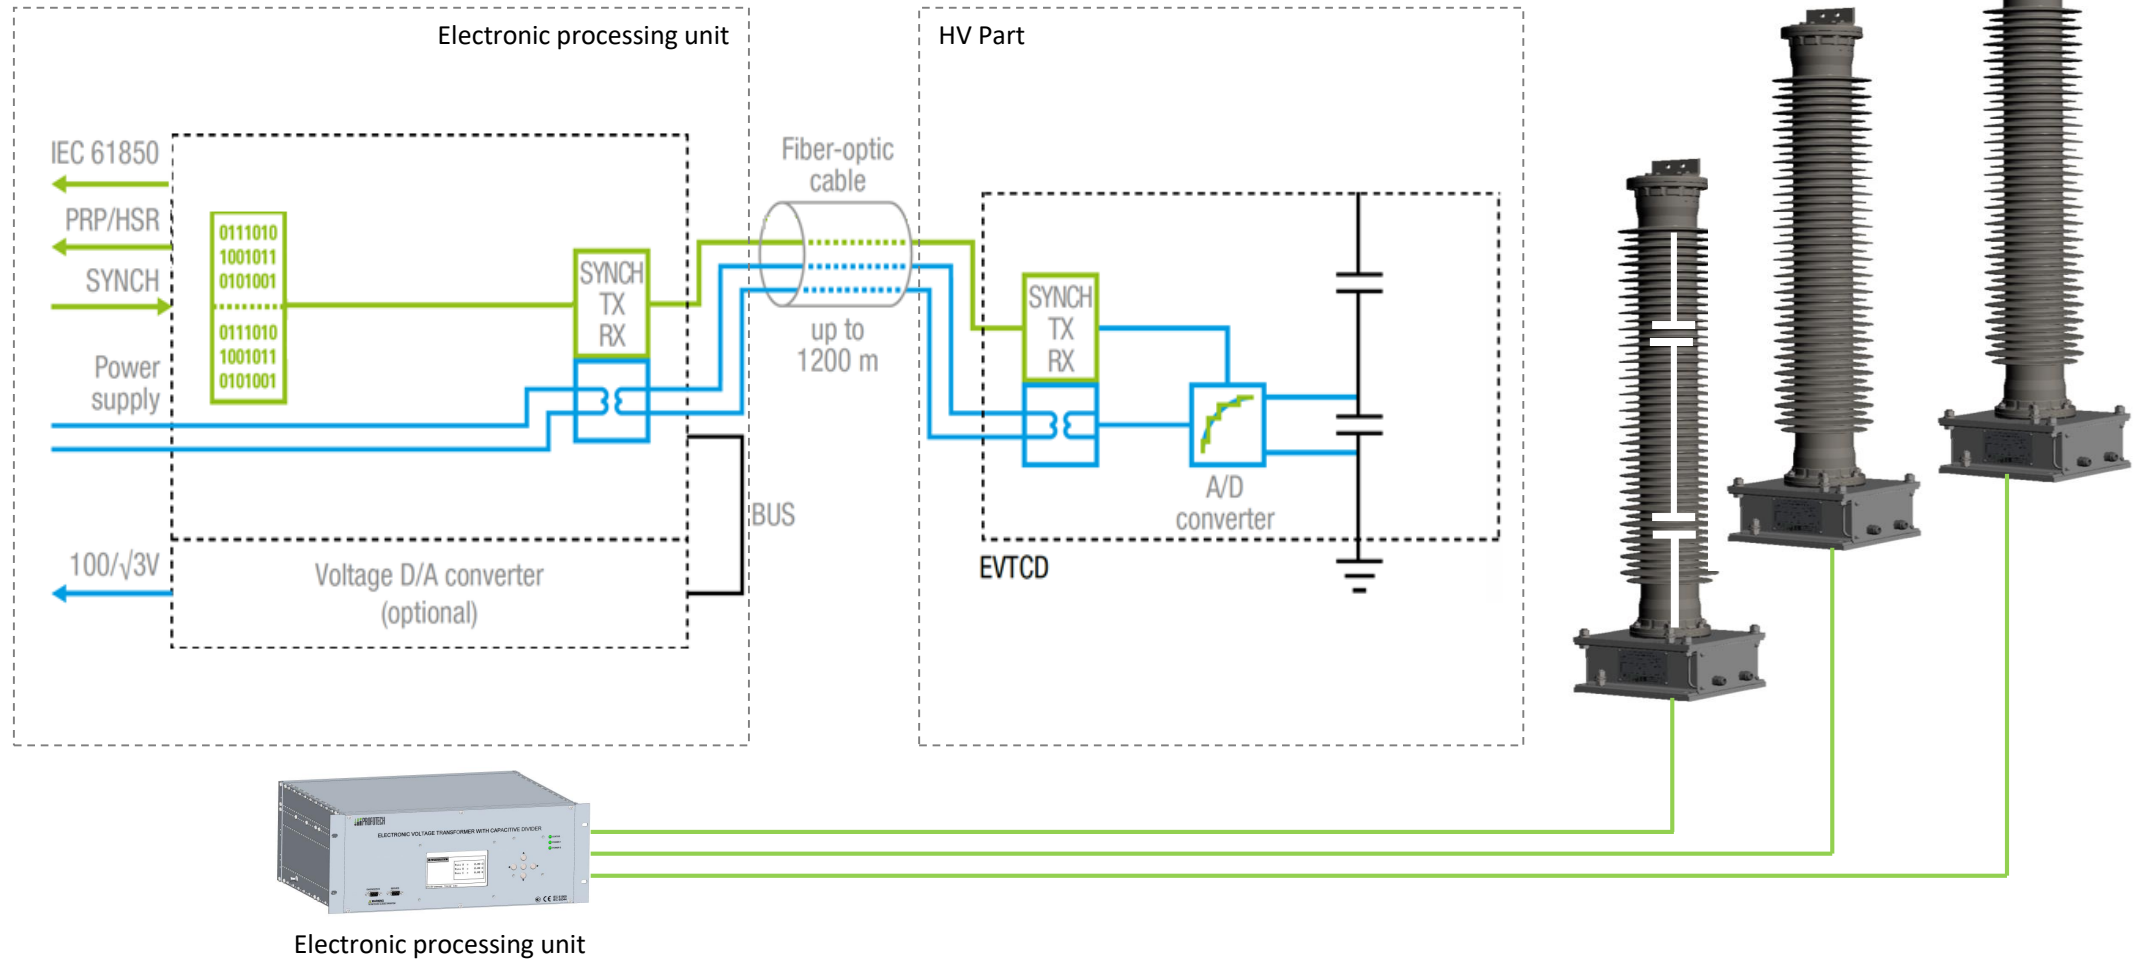 Electronic processing unit
HV Part
IEC 61850
PRP/HSR
SYNCH
Power
supply
100/√3V
0111010
1001011
0101001
0111010
1001011
0101001
SYNCH
TX
RX
BUS
Voltage D/A converter
(optional)
Fiber-optic
cable
up to
1200 m
SYNCH
TX
RX
A/D
converter
EVTCD
PROFOTECH
ELECTRONIC VOLTAGE TRANSFORMER WITH CAPACITIVE DIVIDER
Electronic processing unit